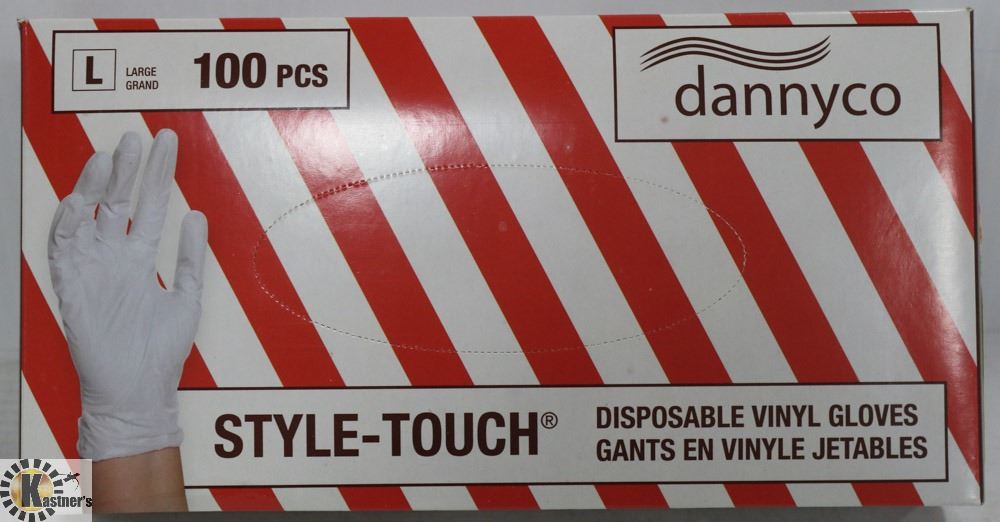 L
LARGE
GRAND
100 PCS
dannyco
STYLE-TOUCH®
DISPOSABLE VINYL GLOVES
GANTS EN VINYLE JETABLES
Kastner's